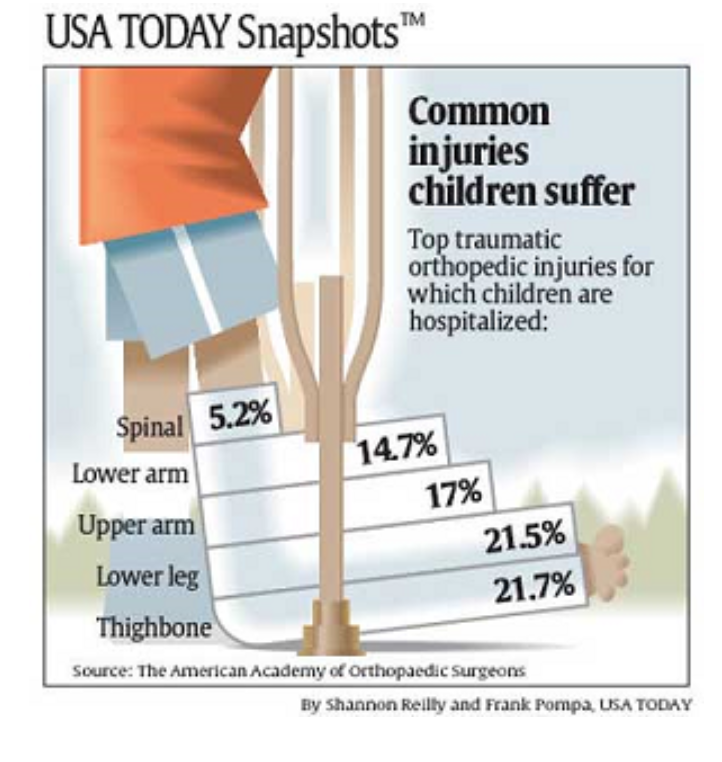 USA TODAY Snapshots™
Common
injuries
children suffer
Top traumatic
orthopedic injuries for
which children are
hospitalized:
Spinal 5.2%
Lower arm 14.7%
Upper arm 17%
Lower leg 21.5%
Thighbone 21.7%
Source: The American Academy of Orthopaedic Surgeons
By Shannon Reilly and Frank Pompa, USA TODAY